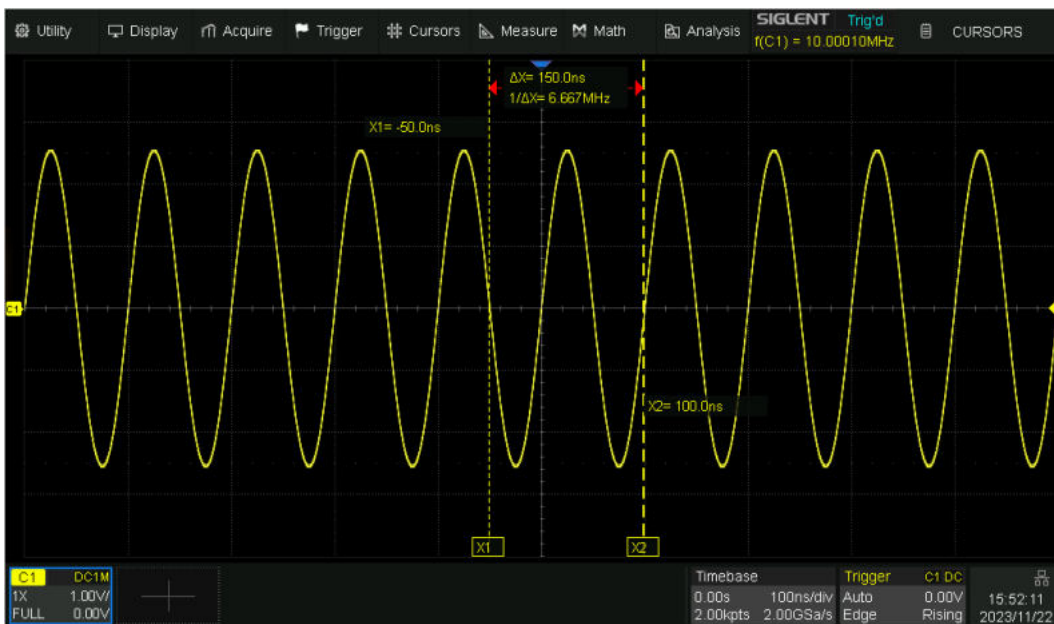 Utility Display Acquire Trigger Cursors Measure Math Analysis SIGLENT Trig'd CURSORS
f(C1) = 10.00010MHz
ΔX= 150.0ns
1/ΔX= 6.667MHz
X1= -50.0ns
C1
X2= 100.0ns
X1 X2
C1 DC1M Timebase Trigger C1 DC
1X 1.00V/ 0.00s 100ns/div Auto 0.00V 15:52:11
FULL 0.00V 2.00kpts 2.00GSa/s Edge Rising 2023/11/22